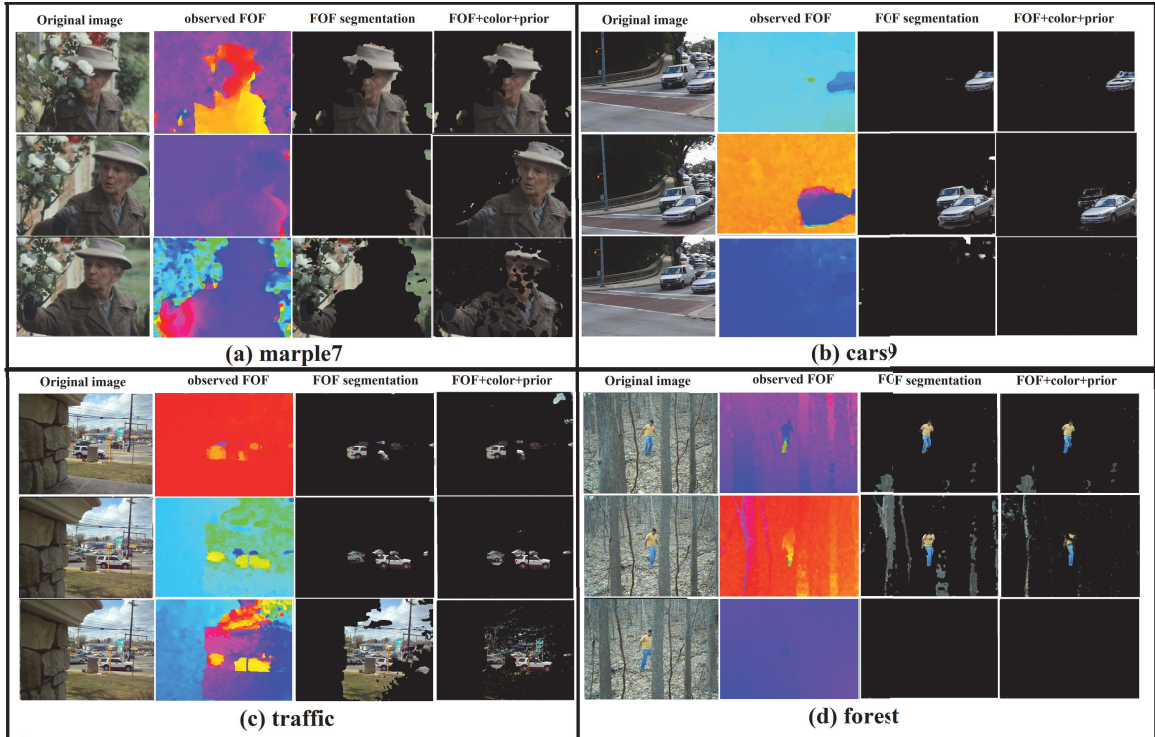 Original image observed FOF FOF segmentation FOF+color+prior
Original image observed FOF FOF segmentation FOF+color+prior
(a) marple7
(b) cars9
Original image observed FOF FOF segmentation FOF+color+prior
Original image observed FOF FOF segmentation FOF+color+prior
(c) traffic
(d) forest